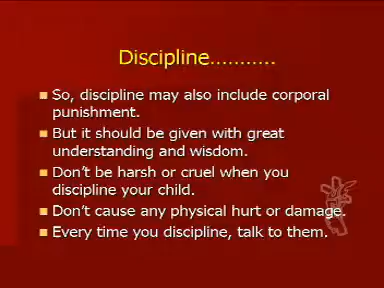 Discipline………..
So, discipline may also include corporal
punishment.
But it should be given with great
understanding and wisdom.
Don’t be harsh or cruel when you
discipline your child.
Don’t cause any physical hurt or damage.
Every time you discipline, talk to them.